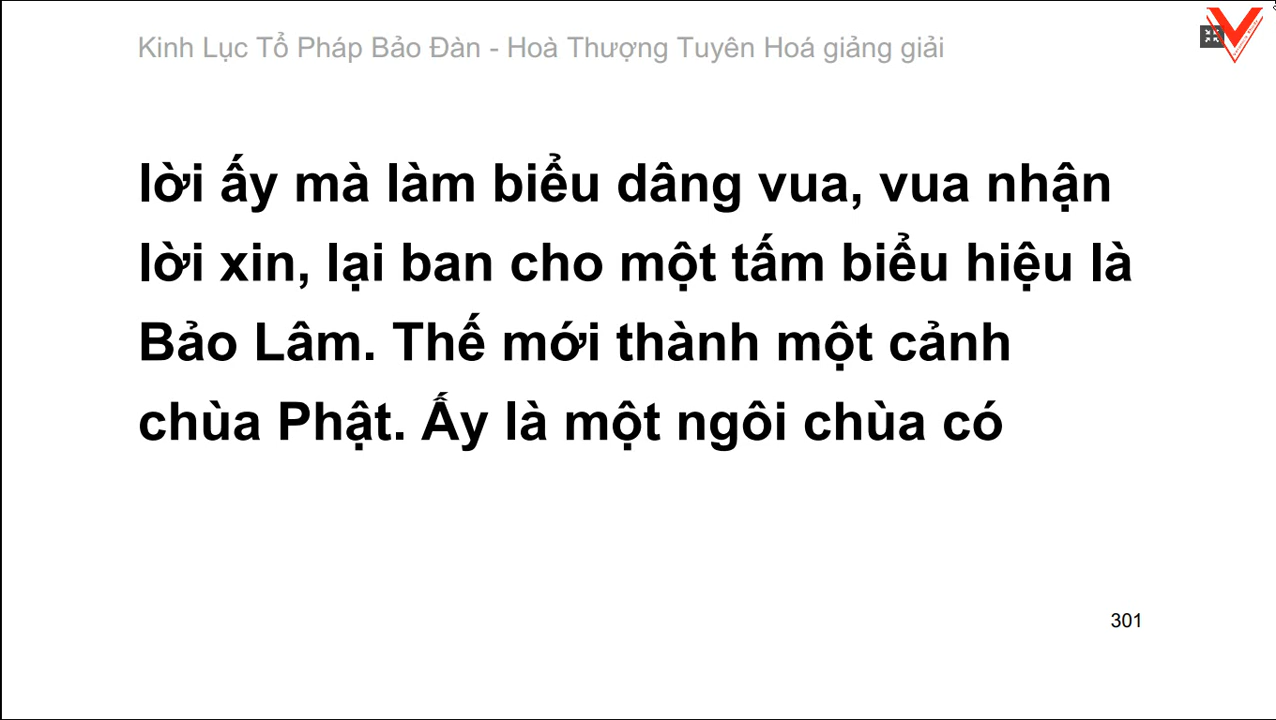 Kinh Lục Tổ Pháp Bảo Đàn - Hoà Thượng Tuyên Hoá giảng giải
lời ấy mà làm biểu dâng vua, vua nhận
lời xin, lại ban cho một tấm biểu hiệu là
Bảo Lâm. Thế mới thành một cảnh
chùa Phật. Ấy là một ngôi chùa có
301